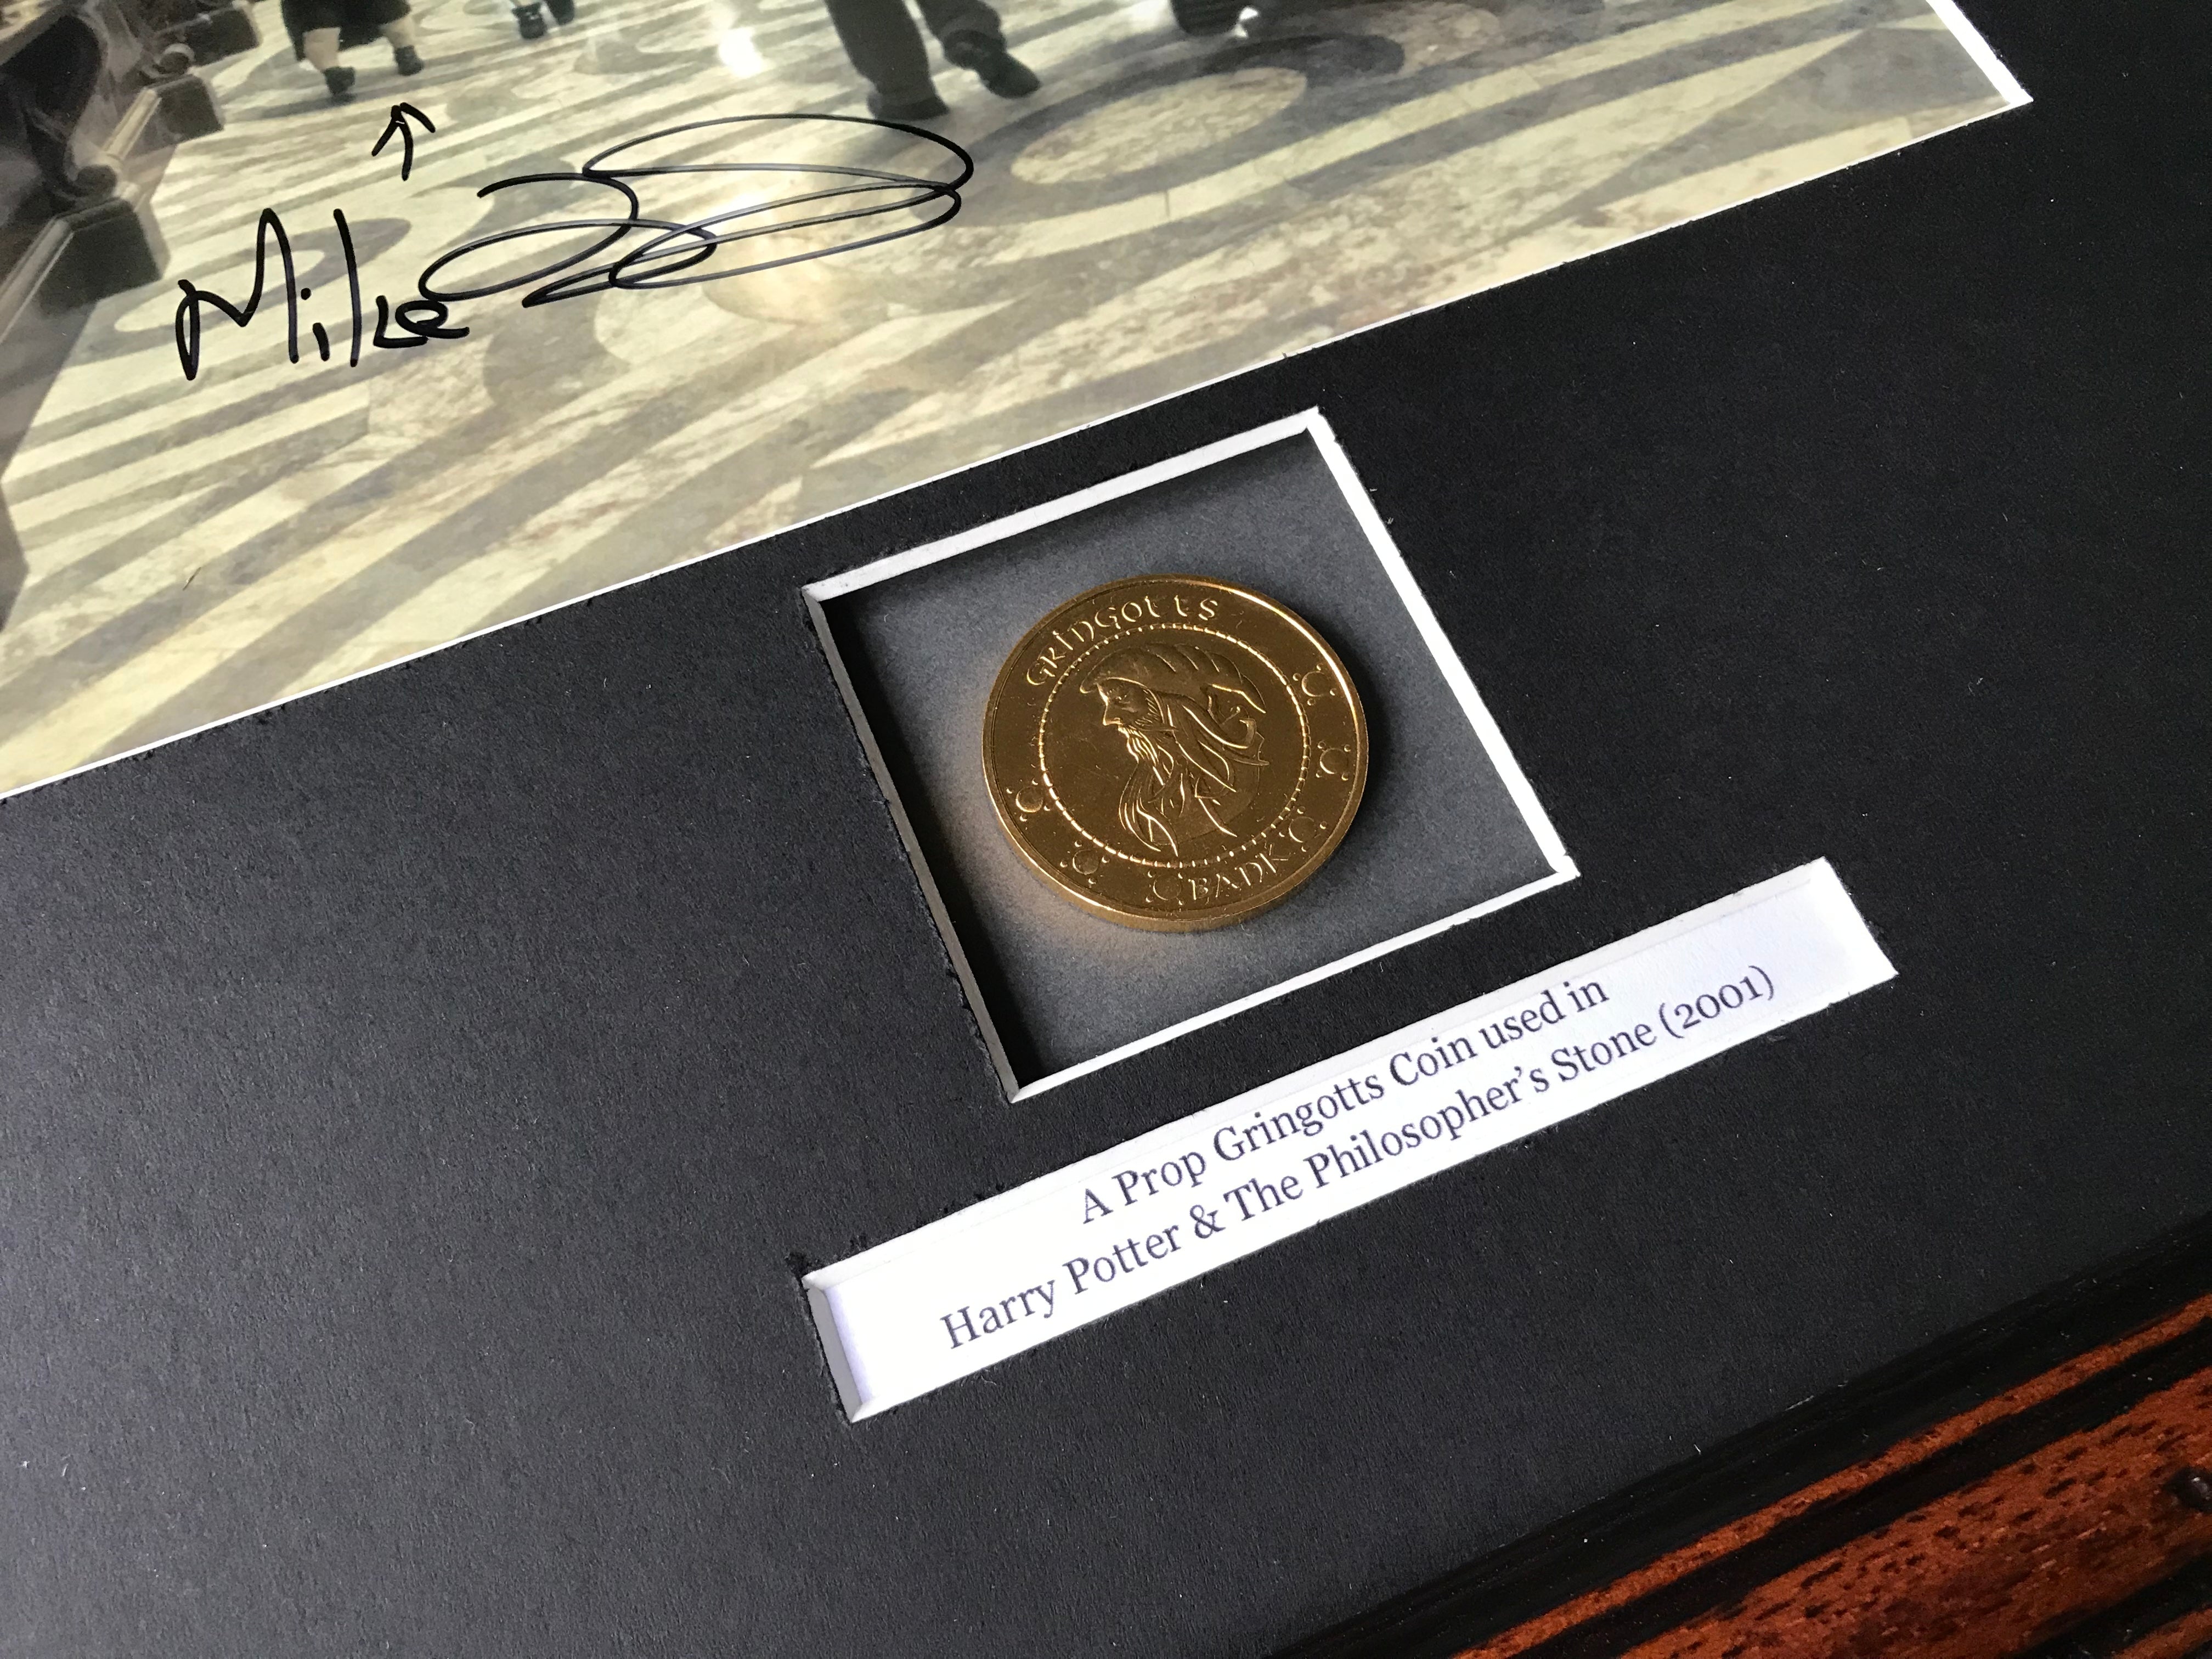 Mike
GRINGOTTS
BANK
A Prop Gringotts Coin used in
Harry Potter & The Philosopher's Stone (2001)